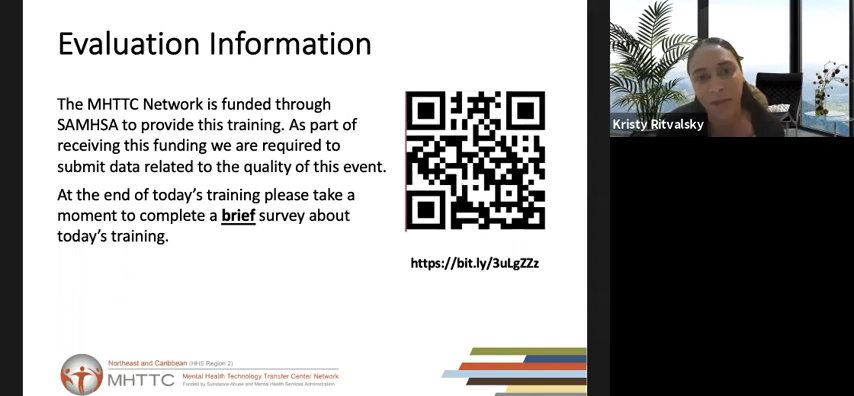 Evaluation Information
The MHTTC Network is funded through
SAMHSA to provide this training. As part of
receiving this funding we are required to
submit data related to the quality of this event.
At the end of today's training please take a
moment to complete a brief survey about
today's training.
https://bit.ly/3uLgZZz
Kristy Ritvalsky
Northeast and Caribbean (HHS Region 2)
MHTTC Mental Health Technology Transfer Center Network
Funded by Substance Abuse and Mental Health Services Administration